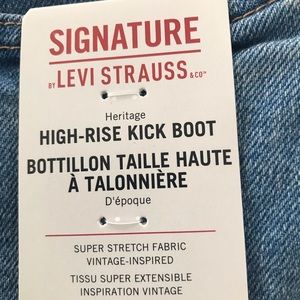 SIGNATURE
BY LEVI STRAUSS & CO™
Heritage
HIGH-RISE KICK BOOT
BOTTILLON TAILLE HAUTE
À TALONNIÈRE
D'époque
SUPER STRETCH FABRIC
VINTAGE-INSPIRED
TISSU SUPER EXTENSIBLE
INSPIRATION VINTAGE